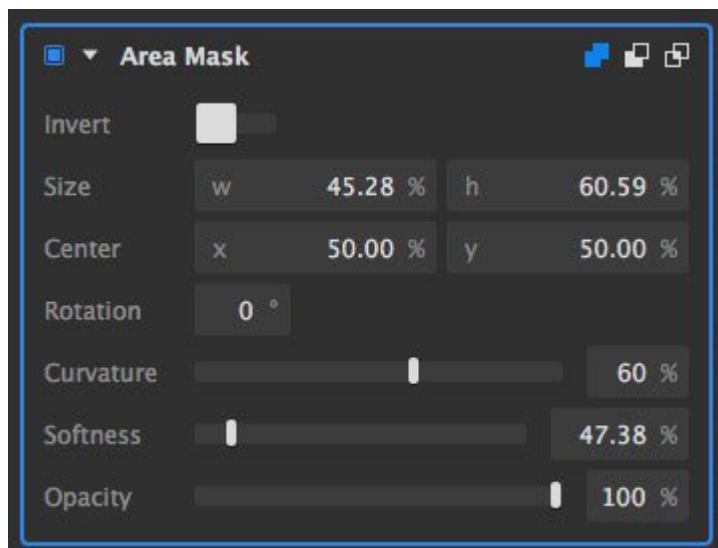 Area Mask
Invert
Size w 45.28 % h 60.59 %
Center x 50.00 % y 50.00 %
Rotation 0 °
Curvature 60 %
Softness 47.38 %
Opacity 100 %